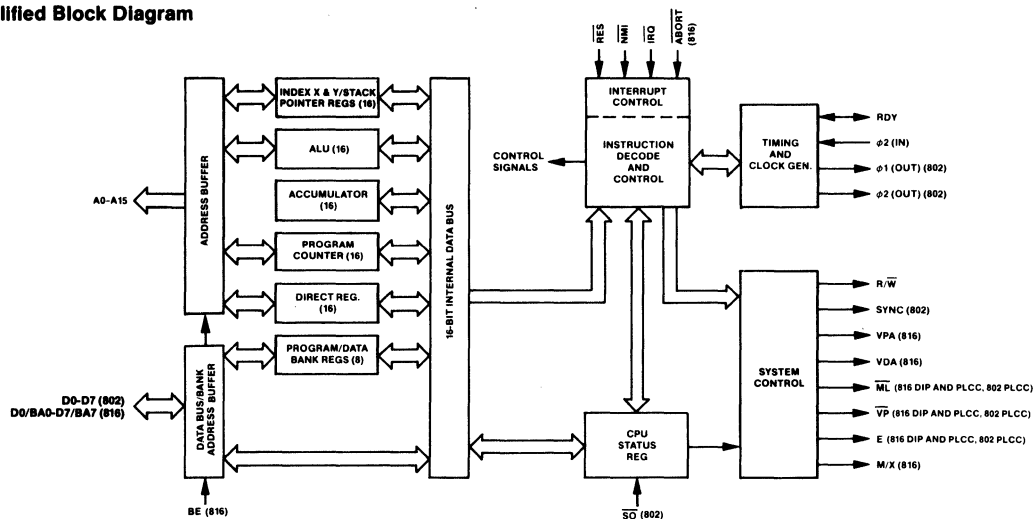 lified Block Diagram
RES
NMI
IRQ
ABORT (816)
INDEX X & Y/STACK
POINTER REGS (16)
ALU (16)
ACCUMULATOR
(16)
PROGRAM
COUNTER (16)
DIRECT REG.
(16)
PROGRAM/DATA
BANK REGS (8)
ADDRESS BUFFER
A0-A15
DATA BUS/BANK
ADDRESS BUFFER
D0-D7 (802)
D0/BA0-D7/BA7 (816)
BE (816)
16-BIT INTERNAL DATA BUS
INTERRUPT
CONTROL
INSTRUCTION
DECODE
AND
CONTROL
CONTROL
SIGNALS
TIMING
AND
CLOCK GEN.
RDY
ϕ2 (IN)
ϕ1 (OUT) (802)
ϕ2 (OUT) (802)
CPU
STATUS
REG
SO (802)
SYSTEM
CONTROL
R/W
SYNC (802)
VPA (816)
VDA (816)
ML (816 DIP AND PLCC, 802 PLCC)
VP (816 DIP AND PLCC, 802 PLCC)
E (816 DIP AND PLCC, 802 PLCC)
M/X (816)